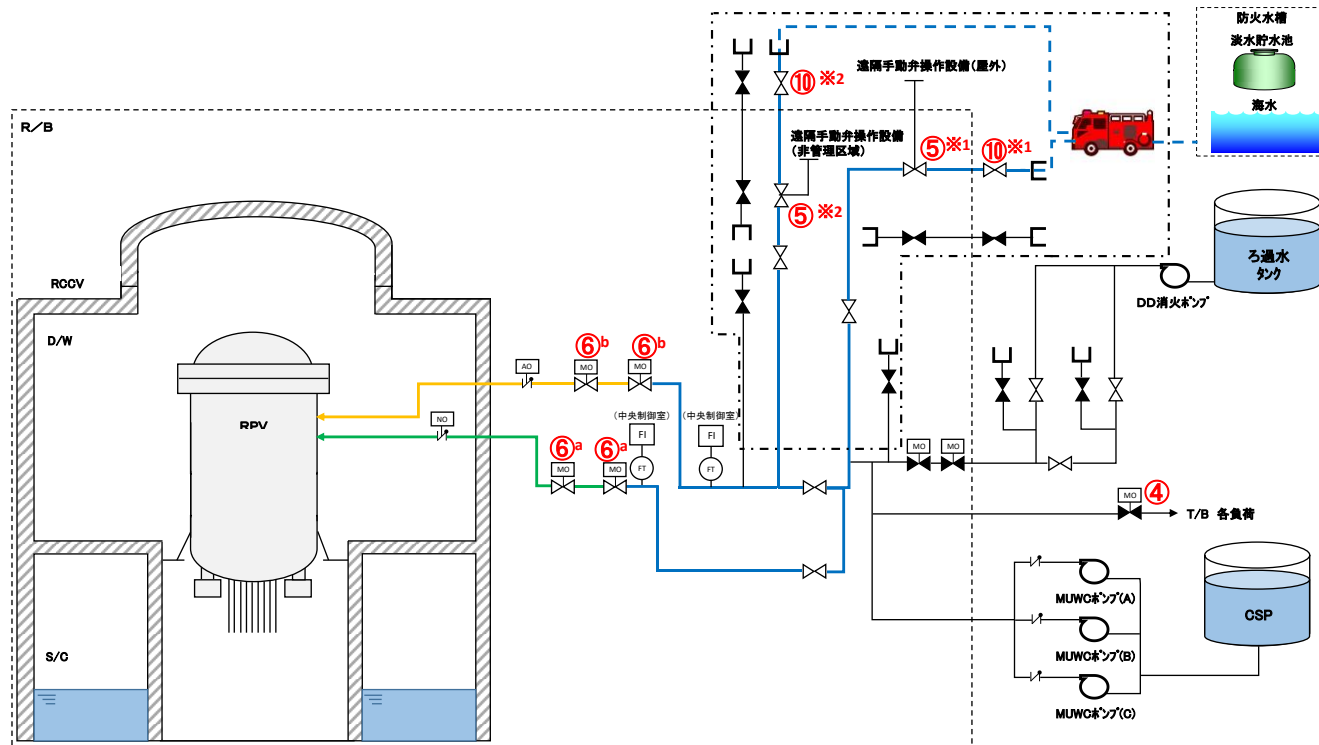 防火水槽
淡水貯水池
海水
遠隔手動弁操作設備(屋外)
⑩※2
R/B
遠隔手動弁操作設備
(非管理区域)
⑤※1
⑩※1
⑤※2
ろ過水
タンク
DD消火ポンプ
RCCV
D/W
AO
⑥b
MO
⑥b
MO
RPV
NO
(中央制御室)
FI
FT
(中央制御室)
FI
FT
⑥a
MO
⑥a
MO
MO
MO
MO
④
T/B 各負荷
MUWCポンプ(A)
MUWCポンプ(B)
MUWCポンプ(C)
CSP
S/C